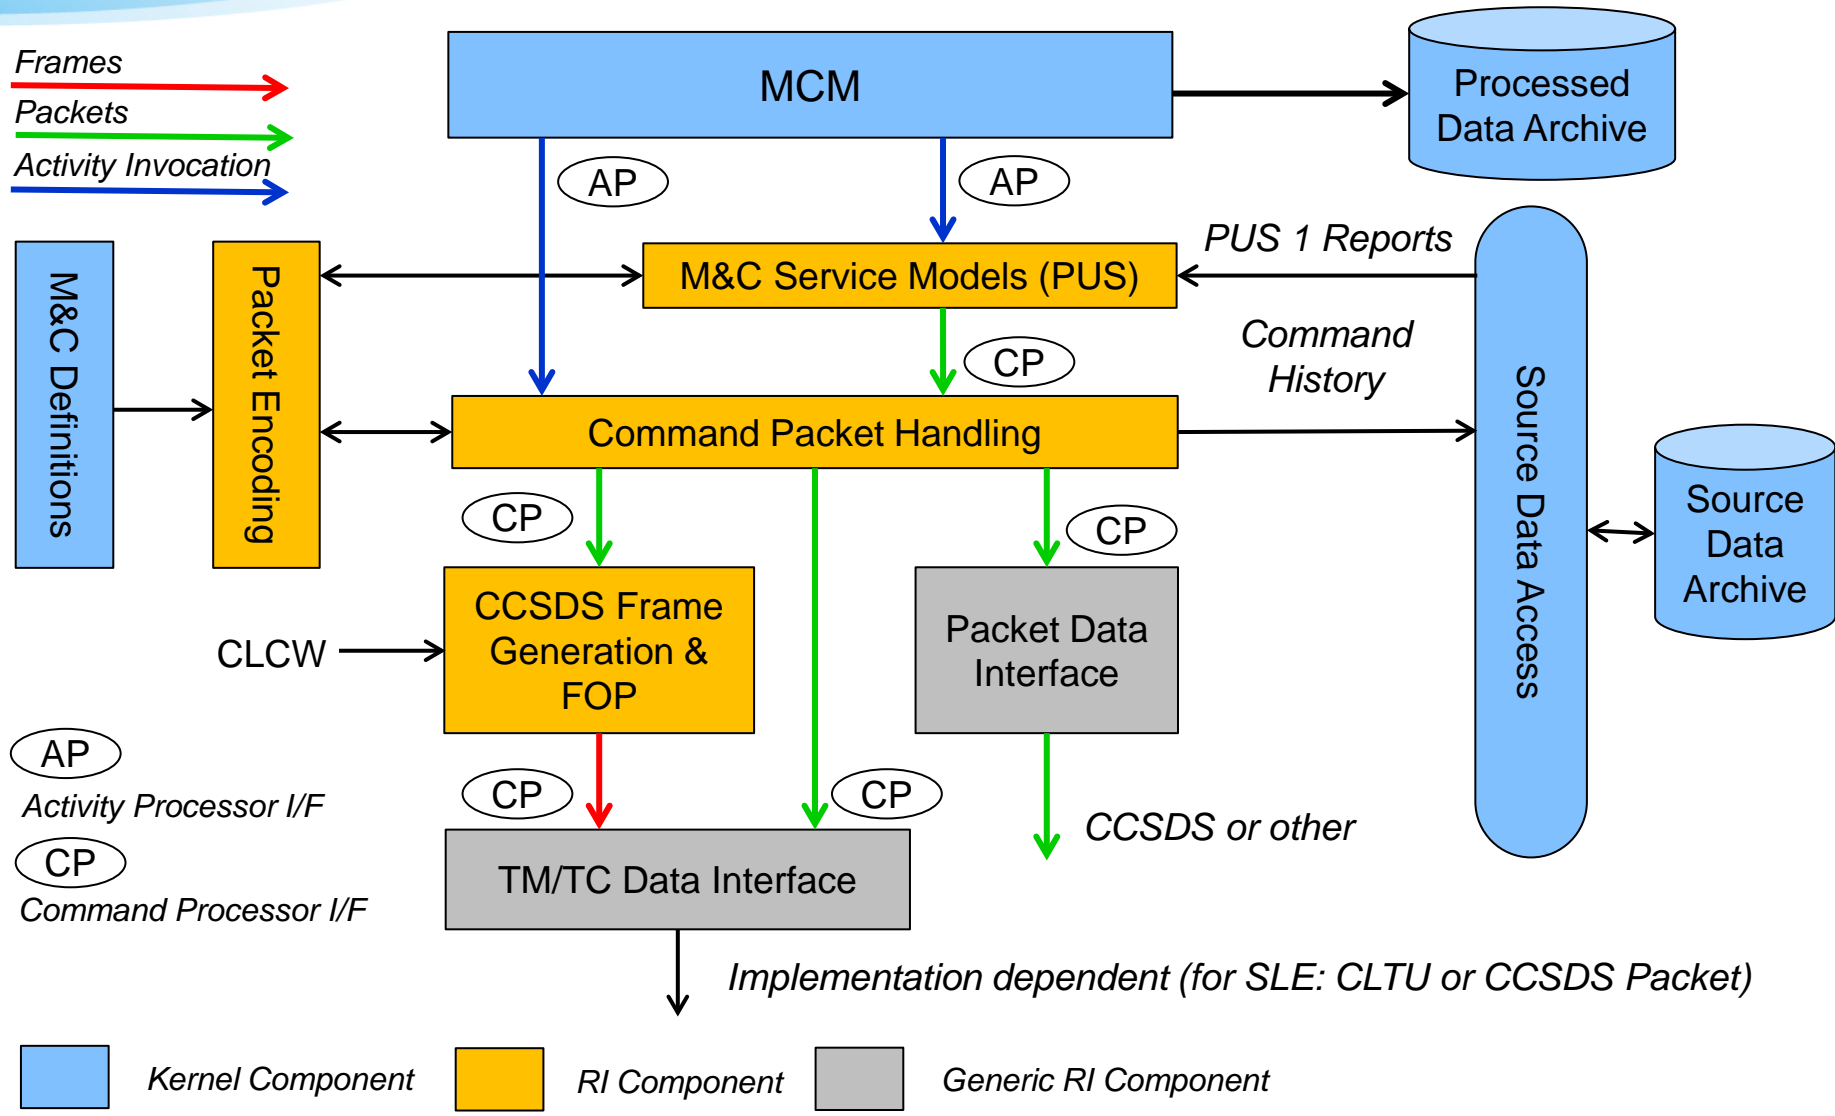 Frames
Packets
Activity Invocation
MCM
Processed
Data Archive
AP
AP
M&C Definitions
Packet Encoding
M&C Service Models (PUS)
PUS 1 Reports
CP
Command
History
Command Packet Handling
Source Data Access
Source
Data
Archive
CP
CP
CCSDS Frame
Generation &
FOP
Packet Data
Interface
CLCW
AP
Activity Processor I/F
CP
CP
CCSDS or other
CP
Command Processor I/F
TM/TC Data Interface
Implementation dependent (for SLE: CLTU or CCSDS Packet)
Kernel Component
RI Component
Generic RI Component